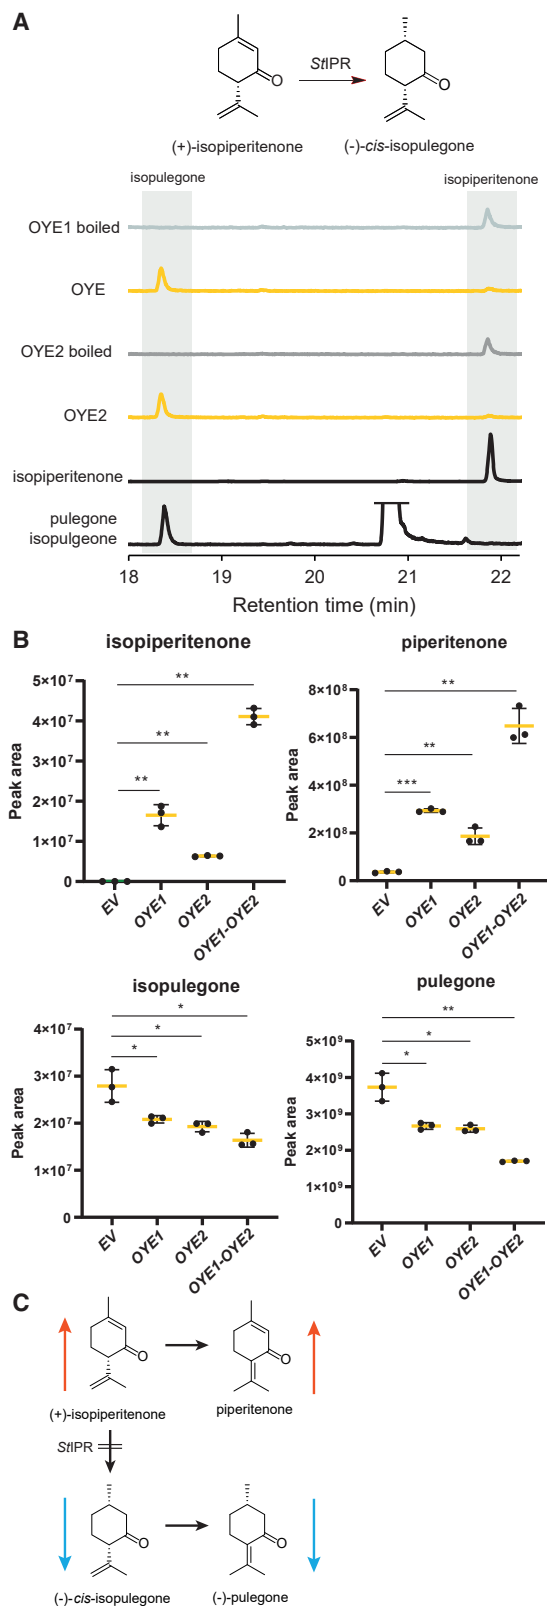 A
StIPR
O
O
(+)-isopiperitenone
(-)-cis-isopulegone
isopulegone
isopiperitenone
OYE1 boiled
OYE
OYE2 boiled
OYE2
isopiperitenone
pulegone
isopulgeone
18 19 20 21 22
Retention time (min)
B
isopiperitenone
Peak area
5×10⁷
4×10⁷
3×10⁷
2×10⁷
1×10⁷
0
**
**
**
EV OYE1 OYE2 OYE1-OYE2
piperitenone
Peak area
8×10⁸
6×10⁸
4×10⁸
2×10⁸
0
**
**
***
EV OYE1 OYE2 OYE1-OYE2
isopulegone
Peak area
4×10⁷
3×10⁷
2×10⁷
1×10⁷
0
*
*
*
EV OYE1 OYE2 OYE1-OYE2
pulegone
Peak area
5×10⁹
4×10⁹
3×10⁹
2×10⁹
1×10⁹
0
**
*
*
EV OYE1 OYE2 OYE1-OYE2
C
O
O
(+)-isopiperitenone
piperitenone
StIPR
O
O
(-)-cis-isopulegone
(-)-pulegone